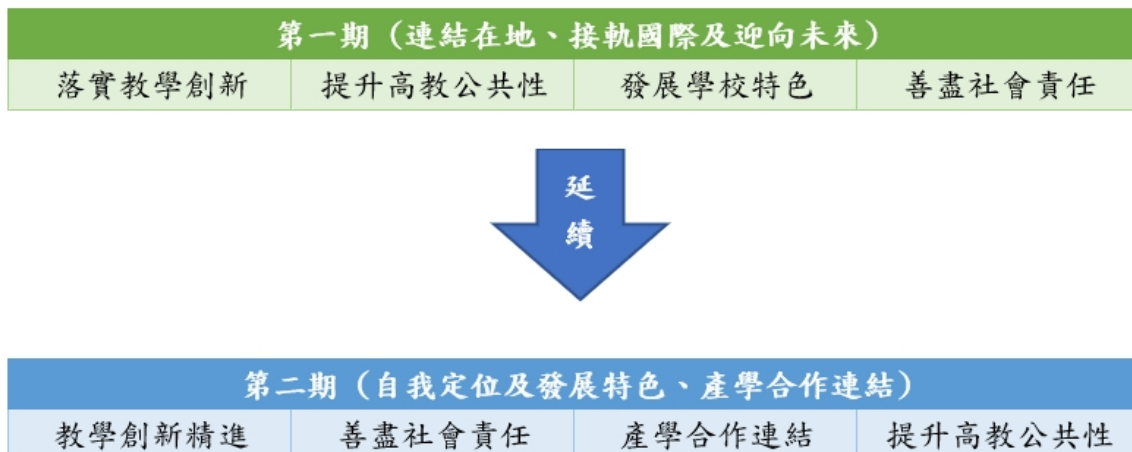 第一期（連結在地、接軌國際及迎向未來）
落實教學創新 提升高教公共性 發展學校特色 善盡社會責任
延
續
第二期（自我定位及發展特色、產學合作連結）
教學創新精進 善盡社會責任 產學合作連結 提升高教公共性